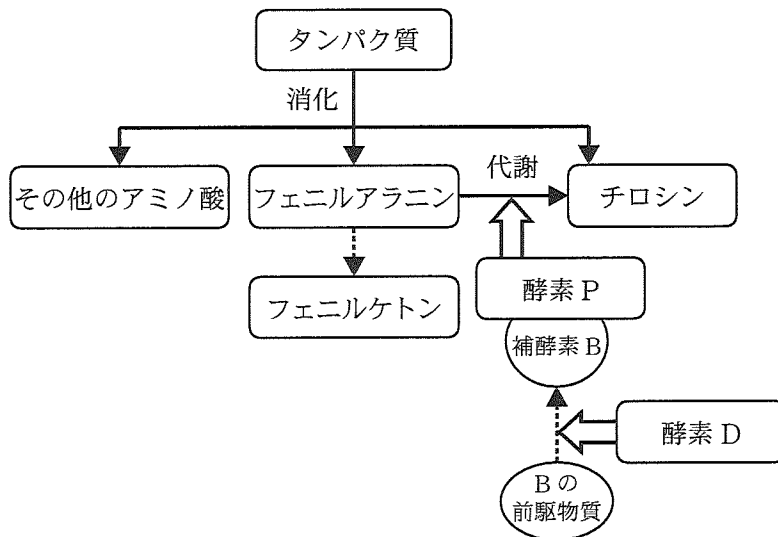 タンパク質
消化
代謝
その他のアミノ酸
フェニルアラニン
チロシン
フェニルケトン
酵素 P
補酵素 B
酵素 D
B の
前駆物質